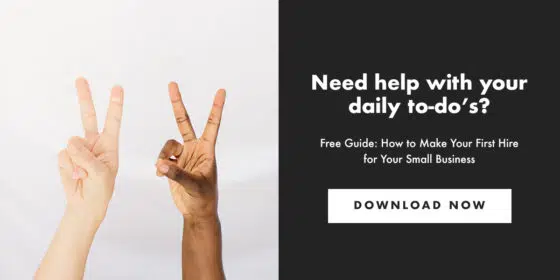 Need help with your
daily to-do's?
Free Guide: How to Make Your First Hire
for Your Small Business
DOWNLOAD NOW